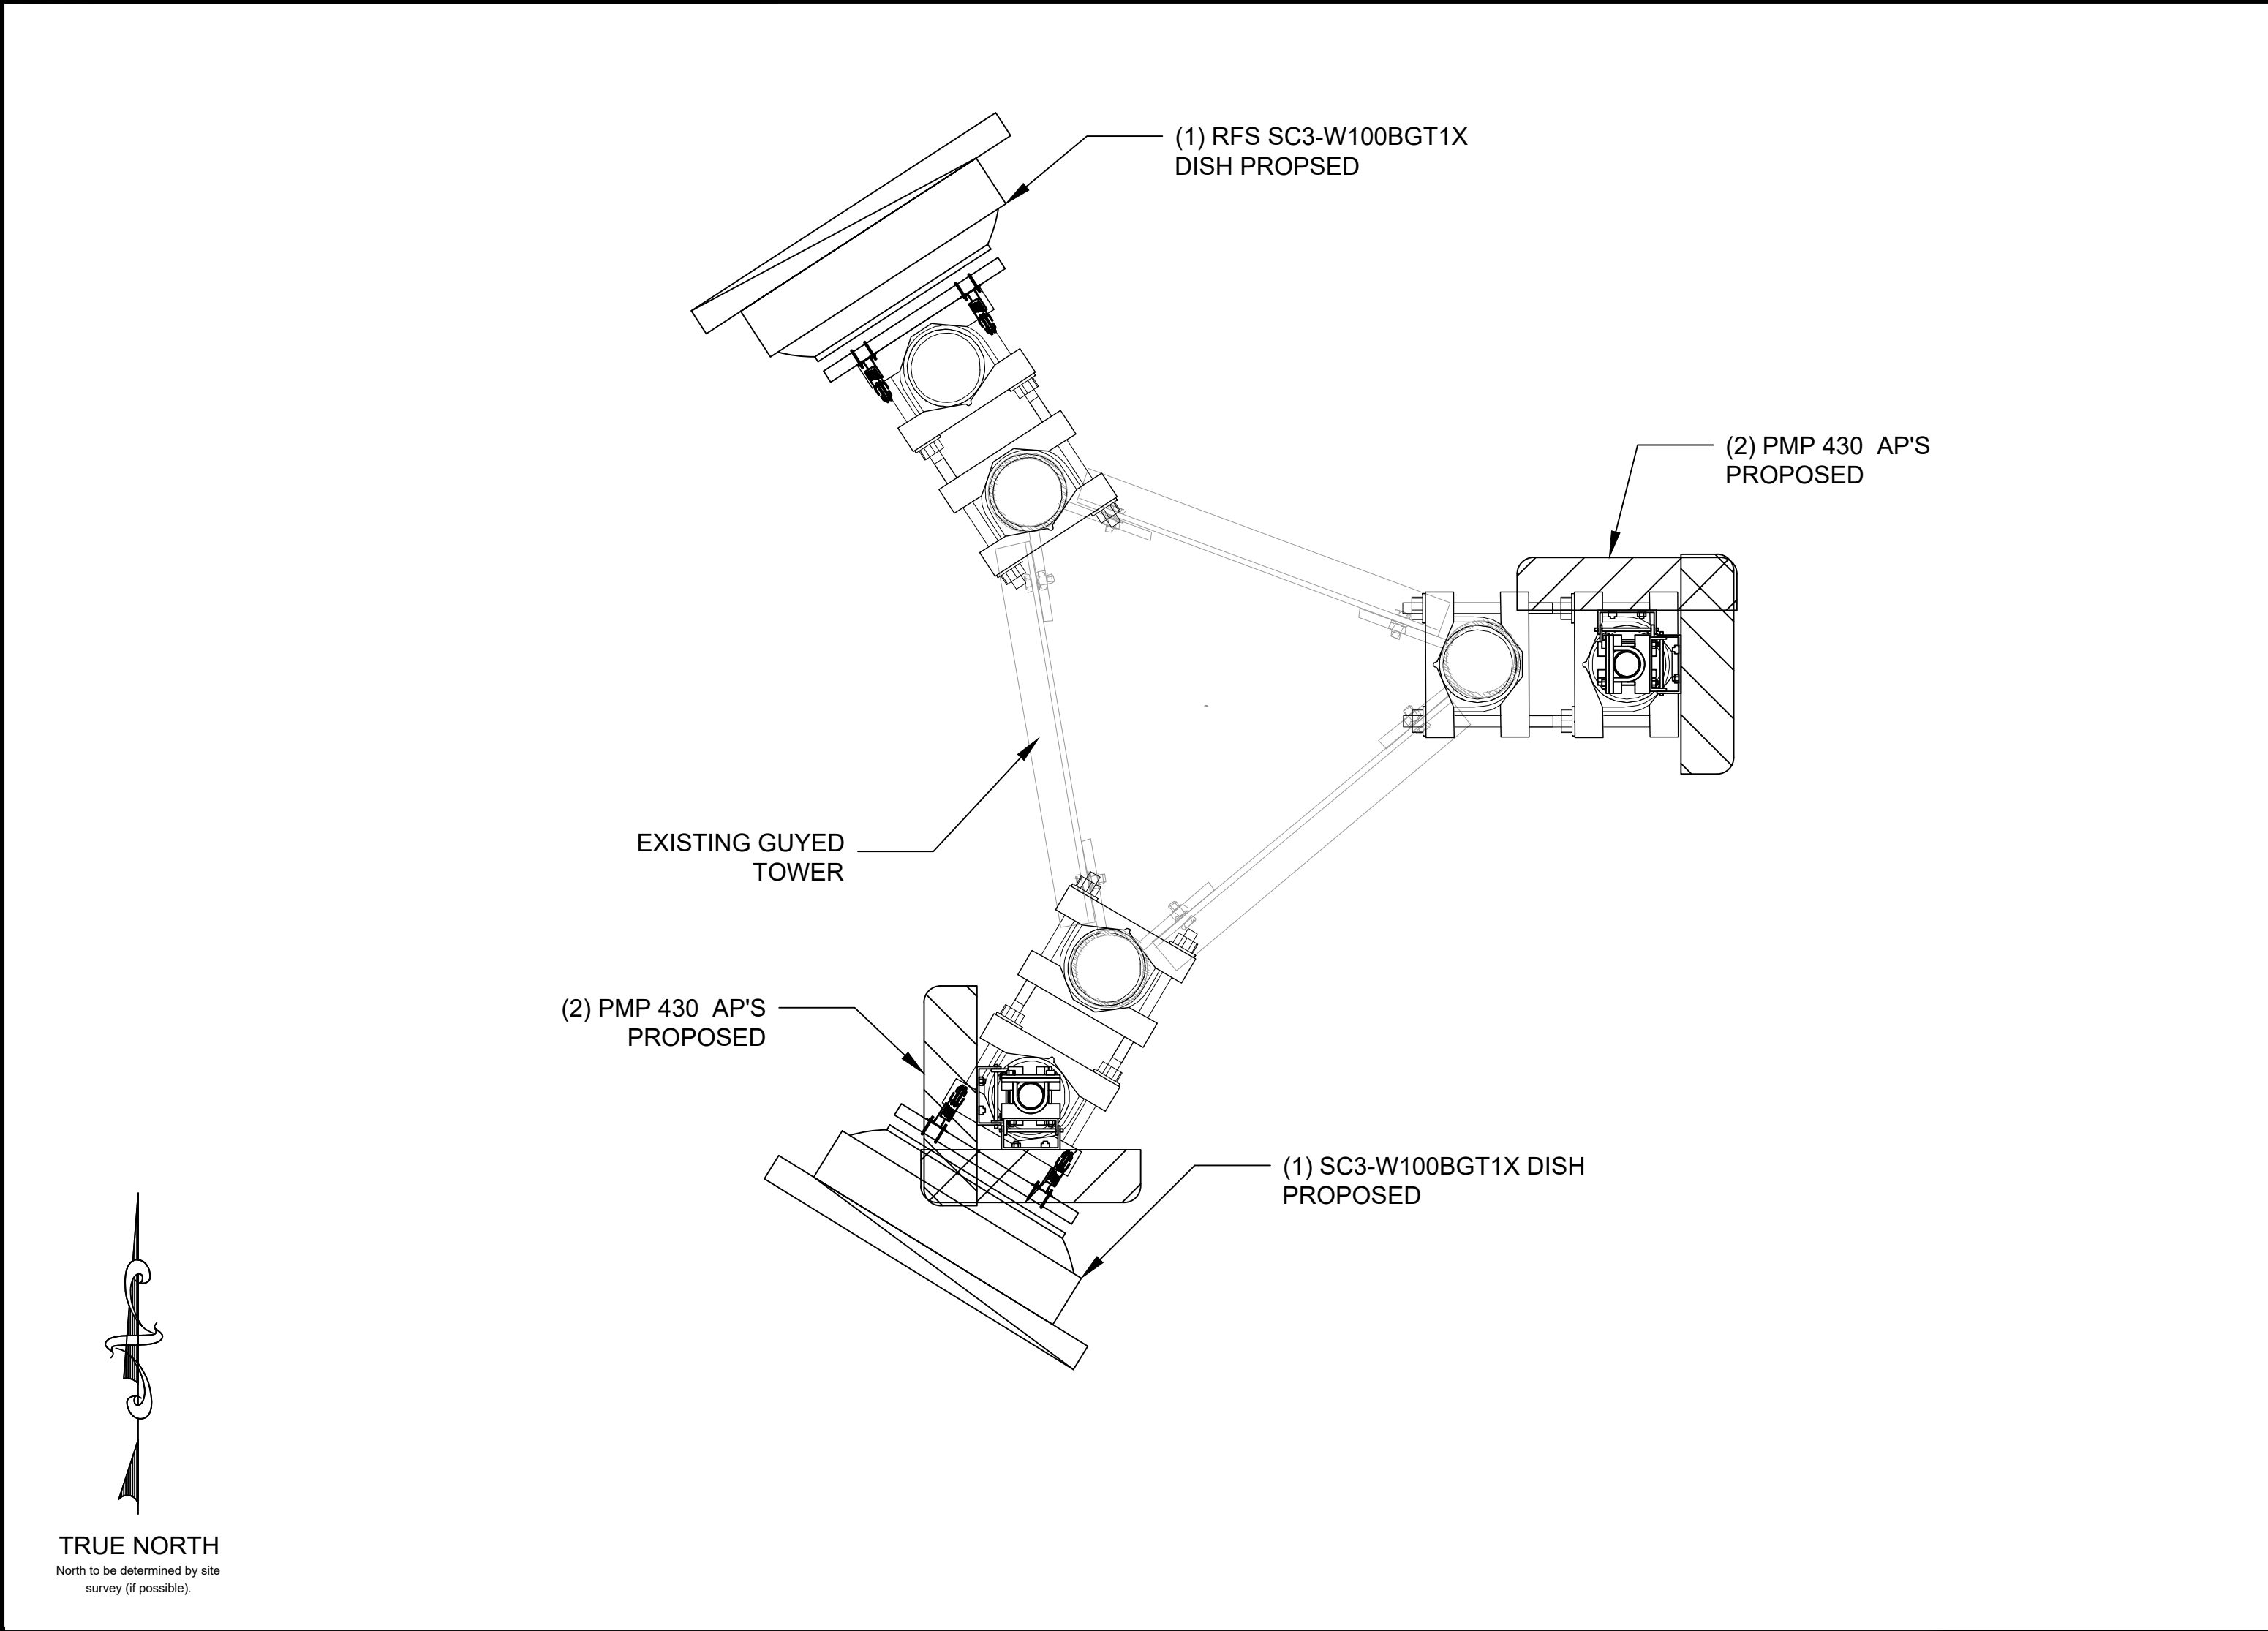 (1) RFS SC3-W100BGT1X
DISH PROPSED
(2) PMP 430 AP'S
PROPOSED
EXISTING GUYED
TOWER
(2) PMP 430 AP'S
PROPOSED
(1) SC3-W100BGT1X DISH
PROPOSED
TRUE NORTH
North to be determined by site
survey (if possible).